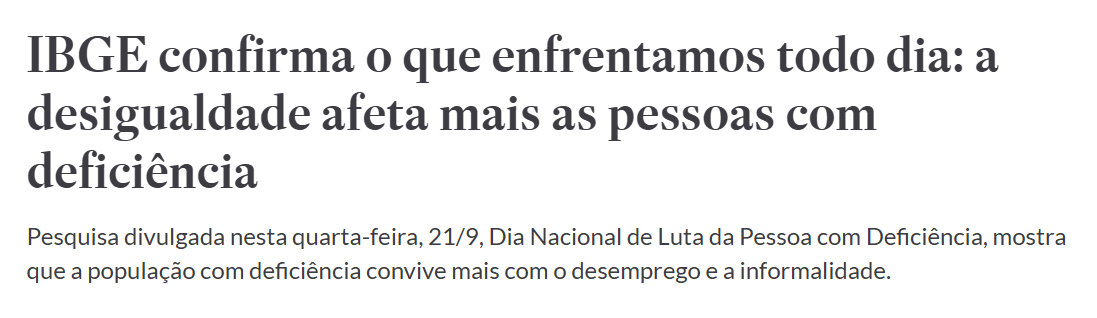 IBGE confirma o que enfrentamos todo dia: a
desigualdade afeta mais as pessoas com
deficiência
Pesquisa divulgada nesta quarta-feira, 21/9, Dia Nacional de Luta da Pessoa com Deficiência, mostra
que a população com deficiência convive mais com o desemprego e a informalidade.